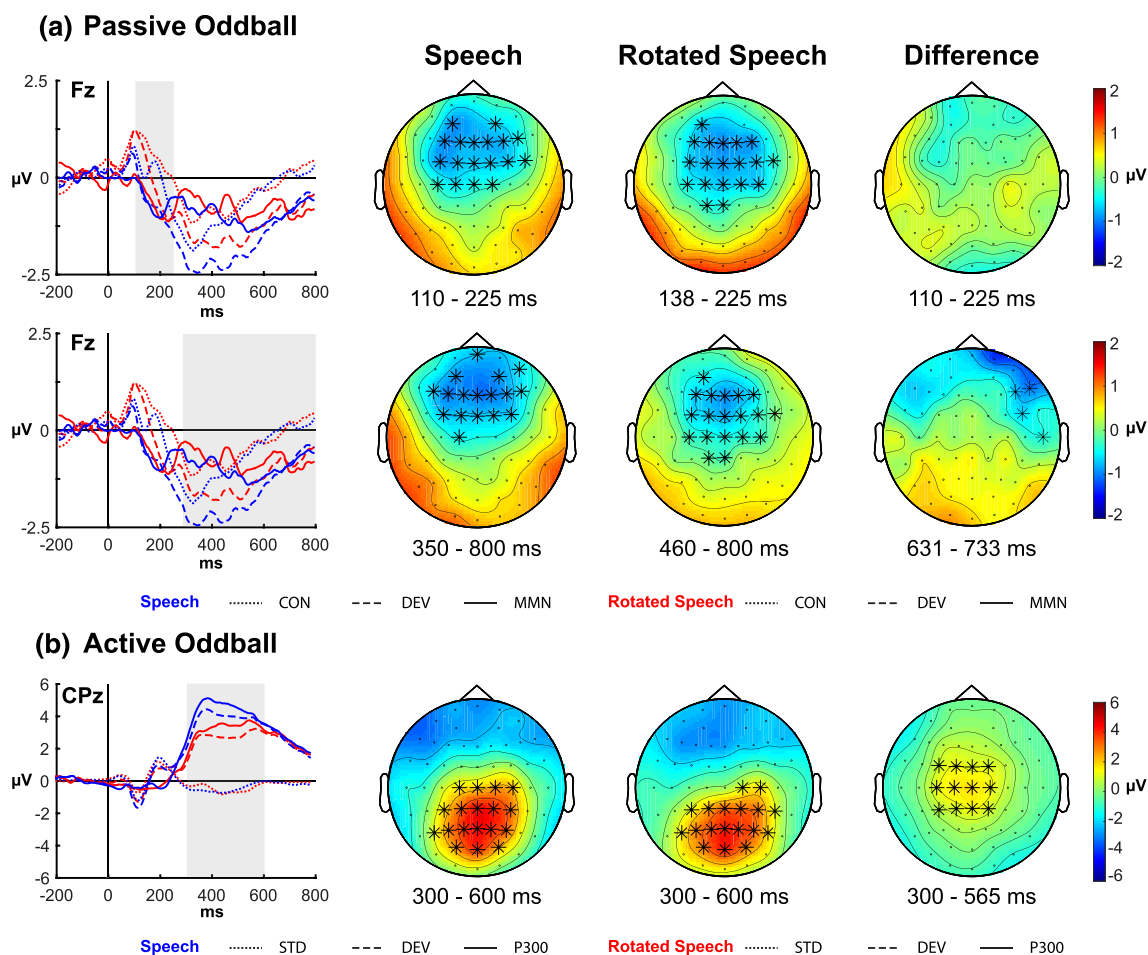 (a) Passive Oddball
Speech Rotated Speech Difference
2.5 Fz 2
1
µV 0 0 µV
-1
-2.5 -2
-200 0 200 400 600 800
ms
110 - 225 ms 138 - 225 ms 110 - 225 ms
2.5 Fz 2
1
µV 0 0 µV
-1
-2.5 -2
-200 0 200 400 600 800
ms
350 - 800 ms 460 - 800 ms 631 - 733 ms
Speech CON DEV MMN Rotated Speech CON DEV MMN
(b) Active Oddball
6 CPz 6
4 4
2 2
µV 0 0 µV
-2 -2
-4 -4
-6 -6
-200 0 200 400 600 800
ms
300 - 600 ms 300 - 600 ms 300 - 565 ms
Speech STD DEV P300 Rotated Speech STD DEV P300